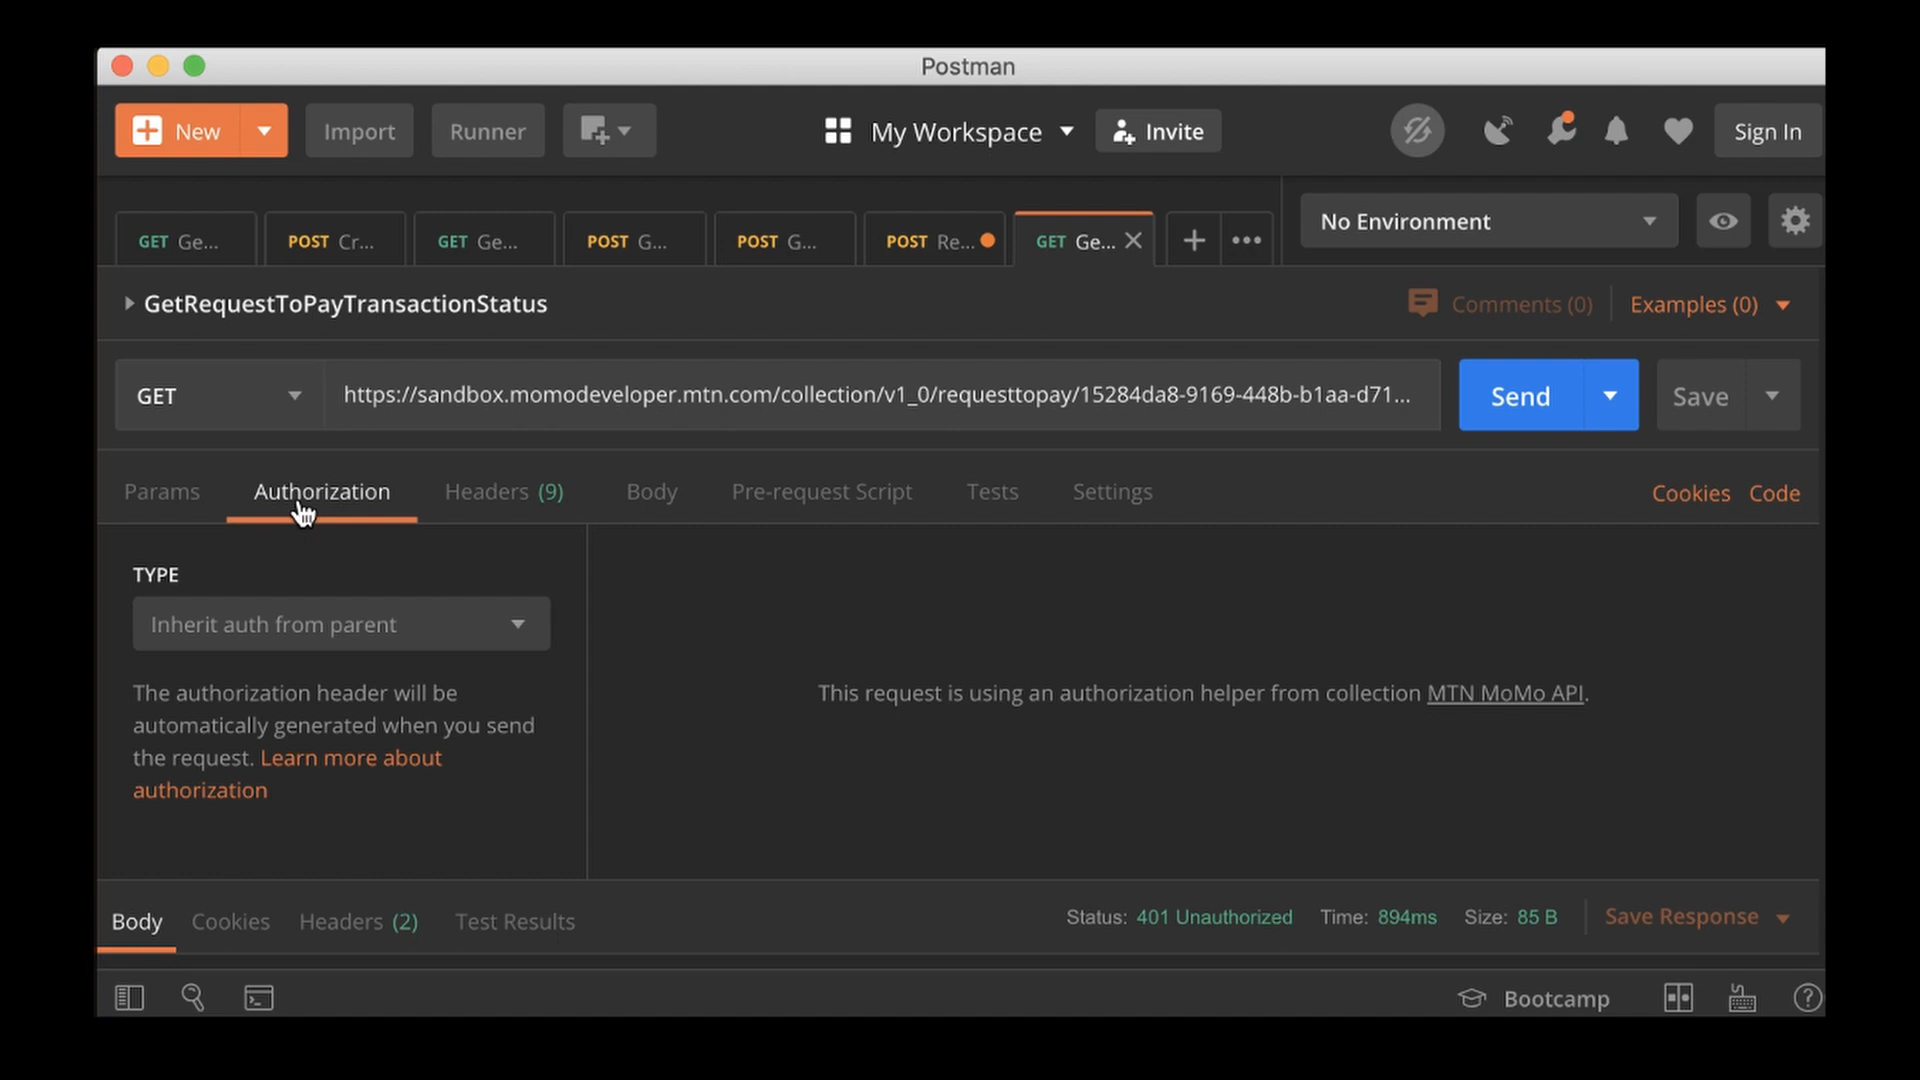 Postman
New
Import
Runner
My Workspace
Invite
Sign In
GET Ge...
POST Cr...
GET Ge...
POST G...
POST G...
POST Re...
GET Ge...
No Environment
GetRequestToPayTransactionStatus
Comments (0)
Examples (0)
GET
https://sandbox.momodeveloper.mtn.com/collection/v1_0/requesttopay/15284da8-9169-448b-b1aa-d71...
Send
Save
Params
Authorization
Headers (9)
Body
Pre-request Script
Tests
Settings
Cookies
Code
TYPE
Inherit auth from parent
The authorization header will be
automatically generated when you send
the request. Learn more about
authorization
This request is using an authorization helper from collection MTN MoMo API.
Body
Cookies
Headers (2)
Test Results
Status: 401 Unauthorized
Time: 894ms
Size: 85 B
Save Response
Bootcamp